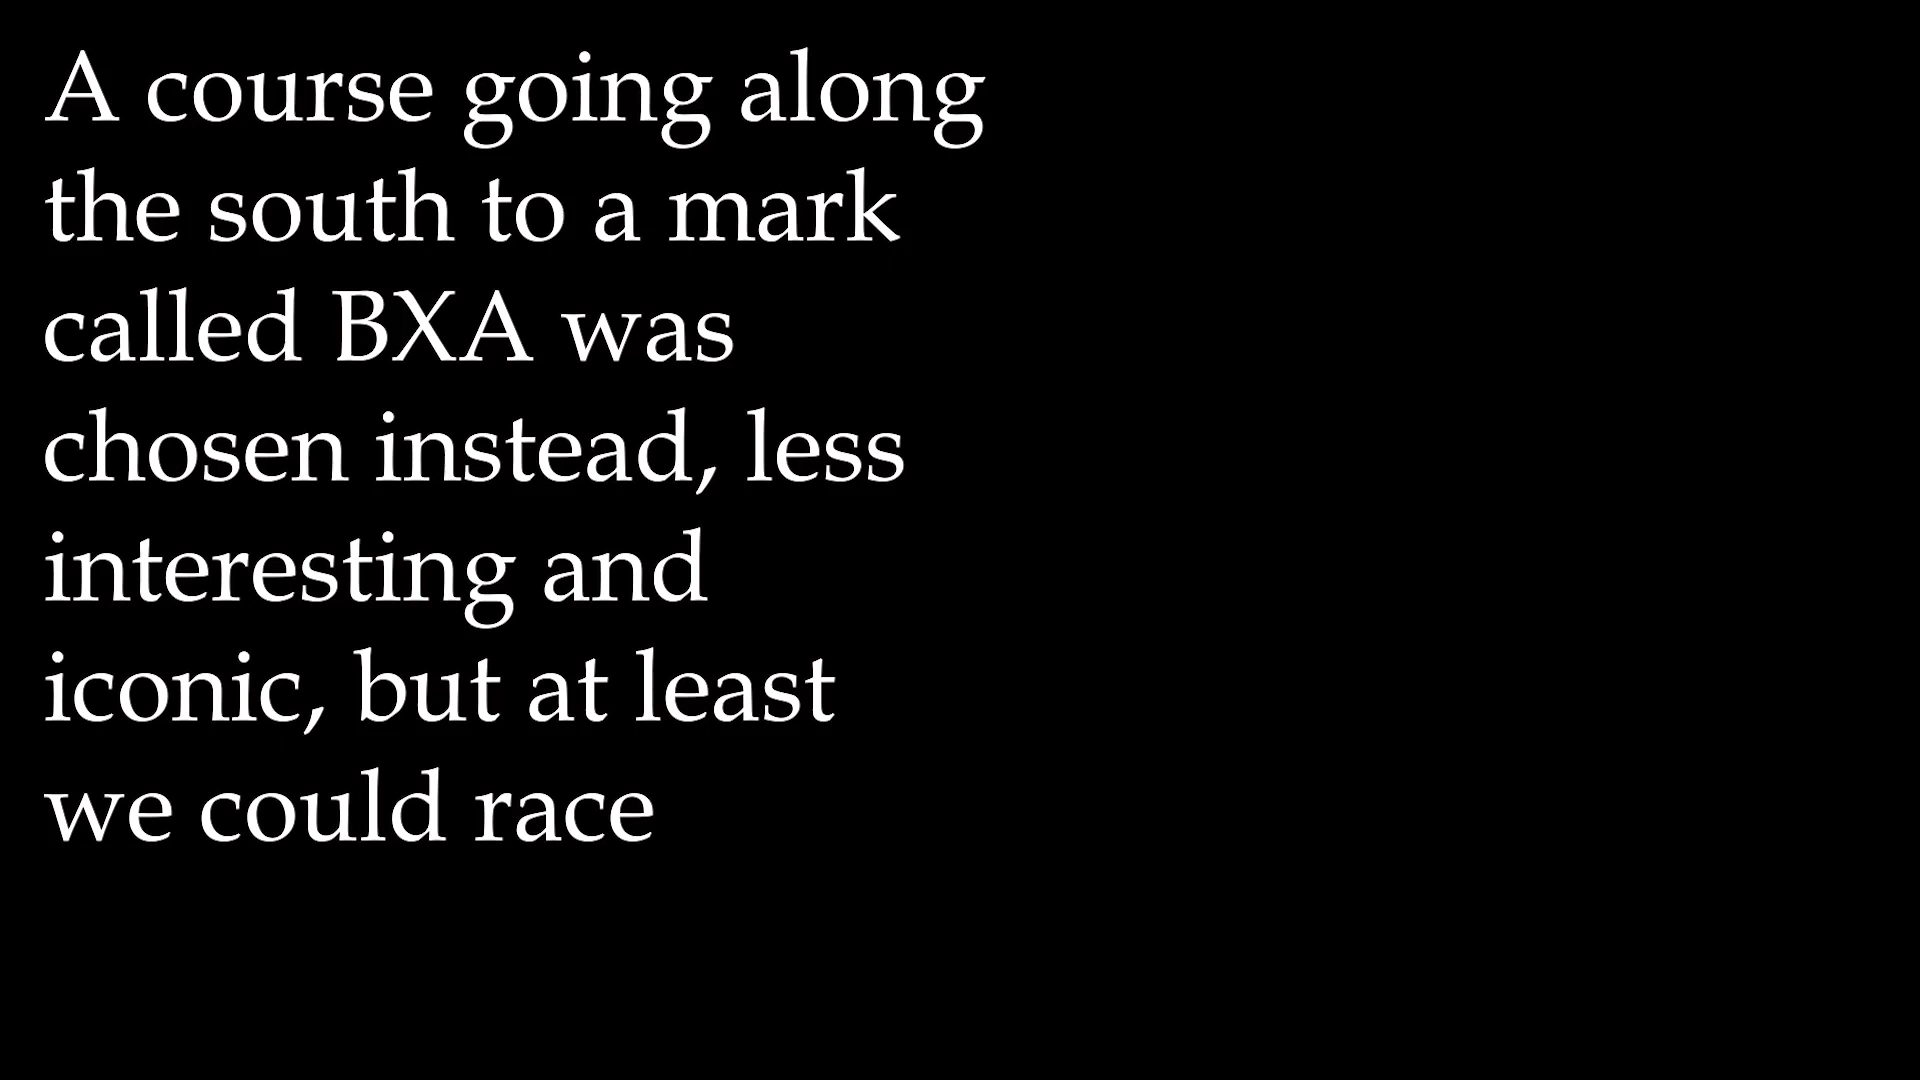 A course going along
the south to a mark
called BXA was
chosen instead, less
interesting and
iconic, but at least
we could race